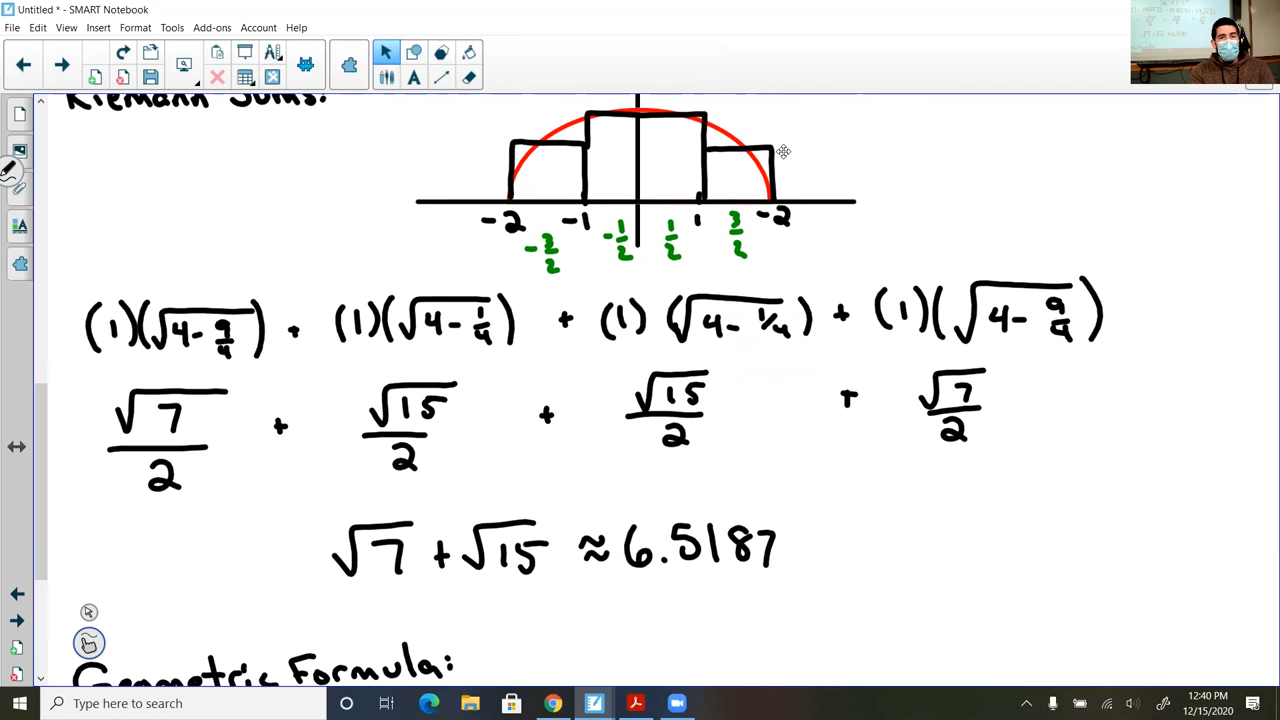 Untitled * - SMART Notebook
File Edit View Insert Format Tools Add-ons Account Help
Riemann Sums:
-2 -1 1 -2
-3/2 -1/2 1/2 3/2
(1)(√(4-9/4)) + (1)(√(4-1/4)) + (1)(√(4-1/4)) + (1)(√(4-9/4))
√7/2 + √15/2 + √15/2 + √7/2
√7 + √15 ≈ 6.5187
Geometric Formula:
Type here to search
12:40 PM
12/15/2020